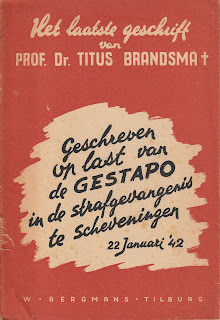 Het laatste geschrift
van
PROF. Dr. TITUS BRANDSMA †
Geschreven
op last van
de GESTAPO
in de strafgevangenis
te Scheveningen
22 Januari '42
W • BERGMANS • TILBURG